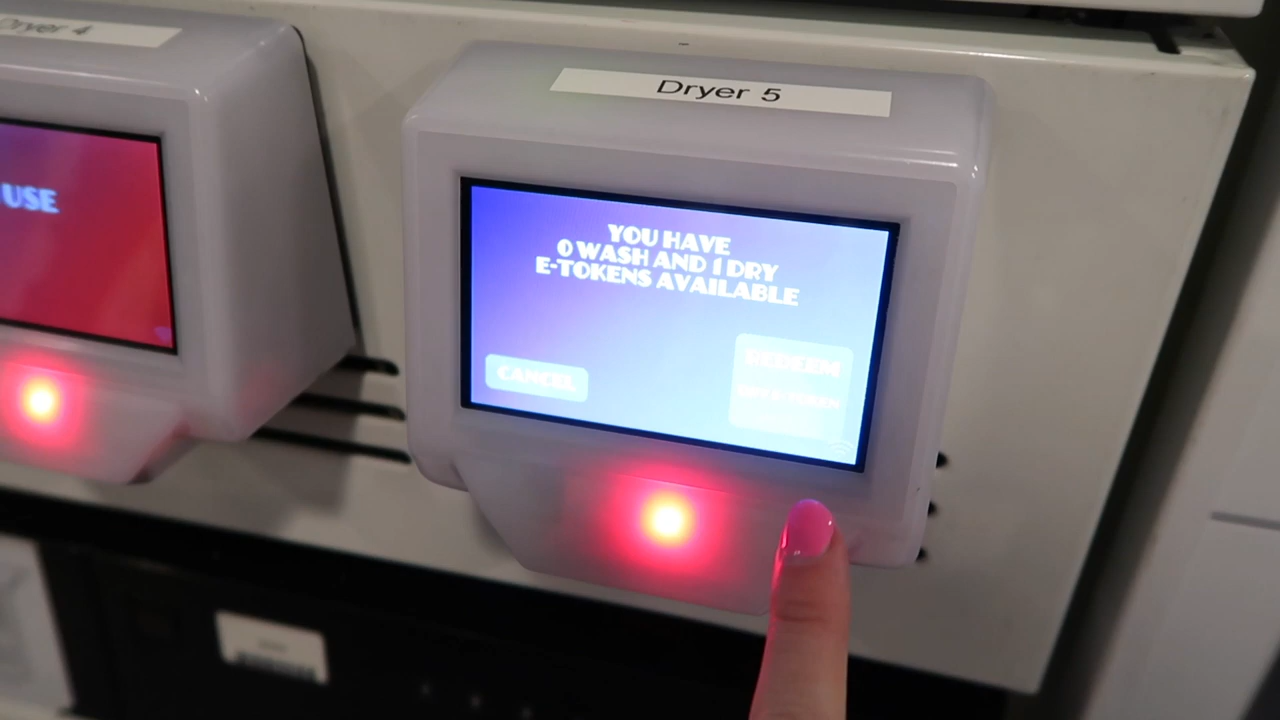 Dryer 4
USE
Dryer 5
YOU HAVE
0 WASH AND 1 DRY
E-TOKENS AVAILABLE
CANCEL
REDEEM